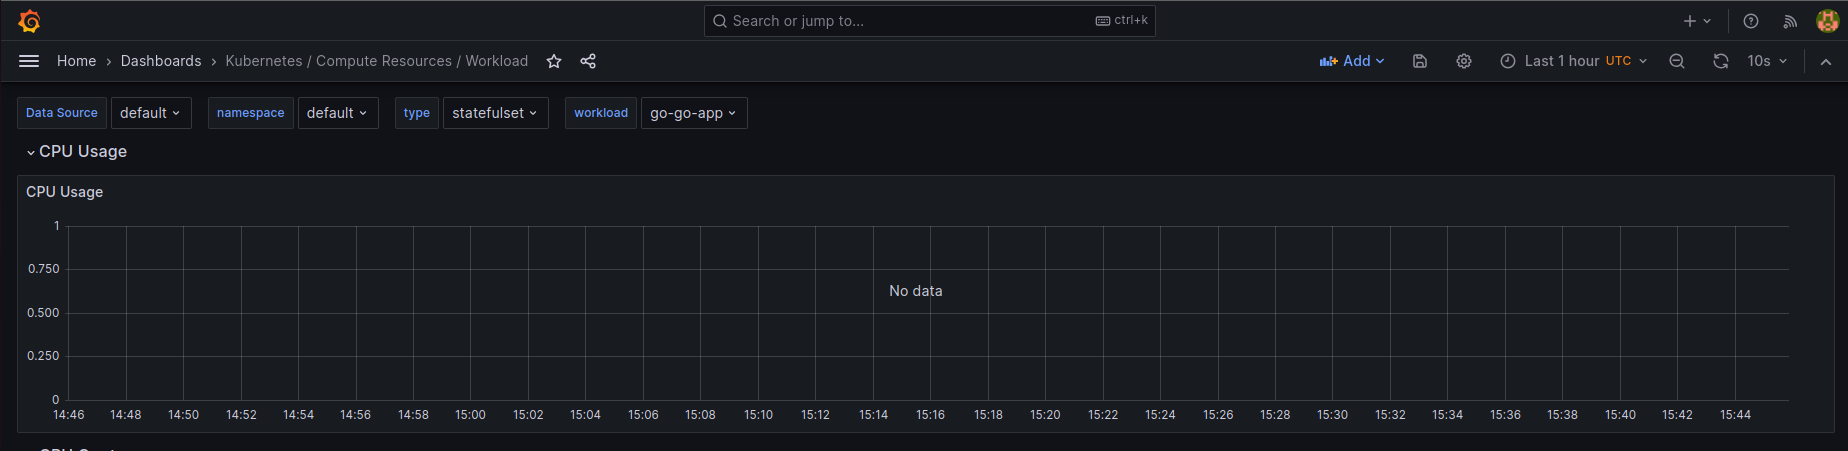 Search or jump to... ctrl+k
Home › Dashboards › Kubernetes / Compute Resources / Workload Add Last 1 hour UTC 10s
Data Source default namespace default type statefulset workload go-go-app
CPU Usage
CPU Usage
1
0.750
No data
0.500
0.250
0
14:46 14:48 14:50 14:52 14:54 14:56 14:58 15:00 15:02 15:04 15:06 15:08 15:10 15:12 15:14 15:16 15:18 15:20 15:22 15:24 15:26 15:28 15:30 15:32 15:34 15:36 15:38 15:40 15:42 15:44